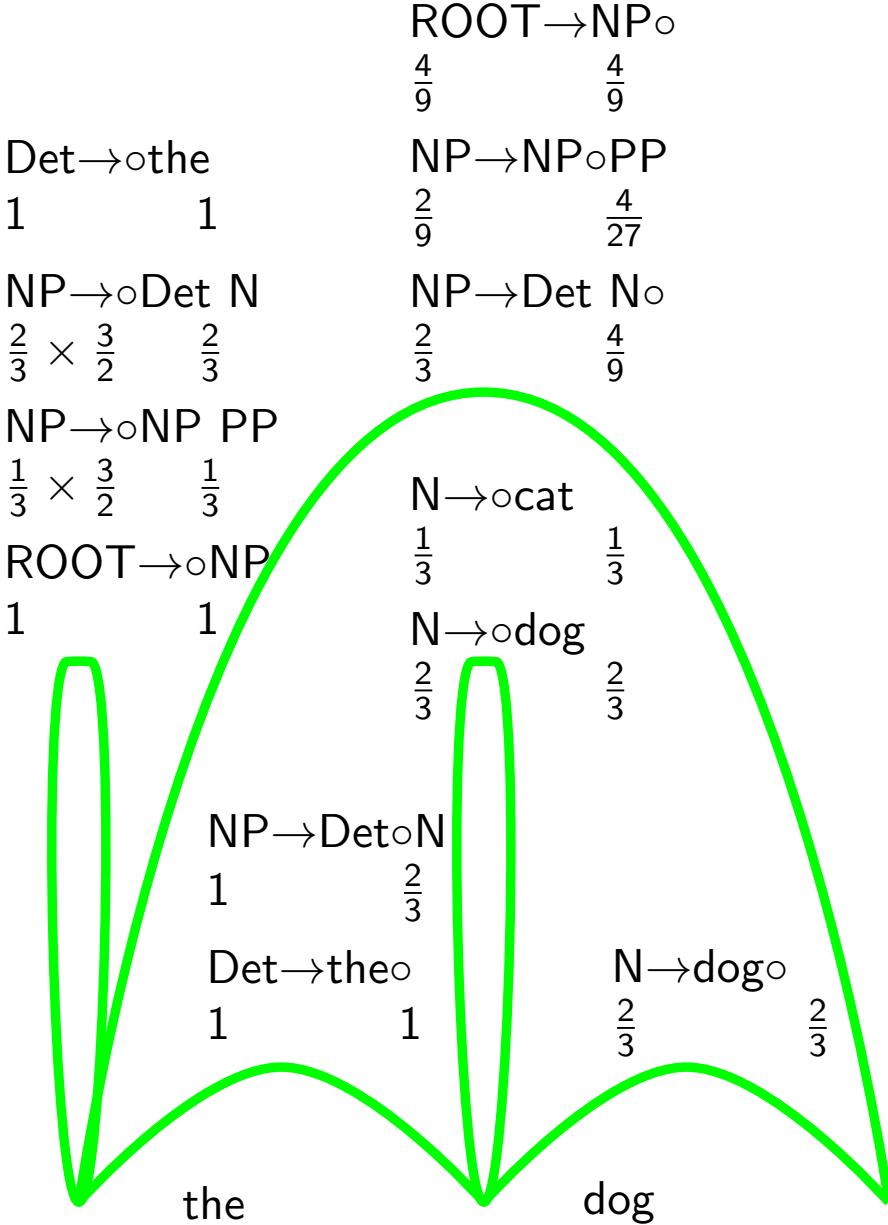 ROOT→NP∘
4/9 4/9
Det→∘the
1 1
NP→NP∘PP
2/9 4/27
NP→∘Det N
2/3 × 3/2 2/3
NP→Det N∘
2/3 4/9
NP→∘NP PP
1/3 × 3/2 1/3
N→∘cat
1/3 1/3
ROOT→∘NP
1 1
N→∘dog
2/3 2/3
NP→Det∘N
1 2/3
Det→the∘
1 1
N→dog∘
2/3 2/3
the dog